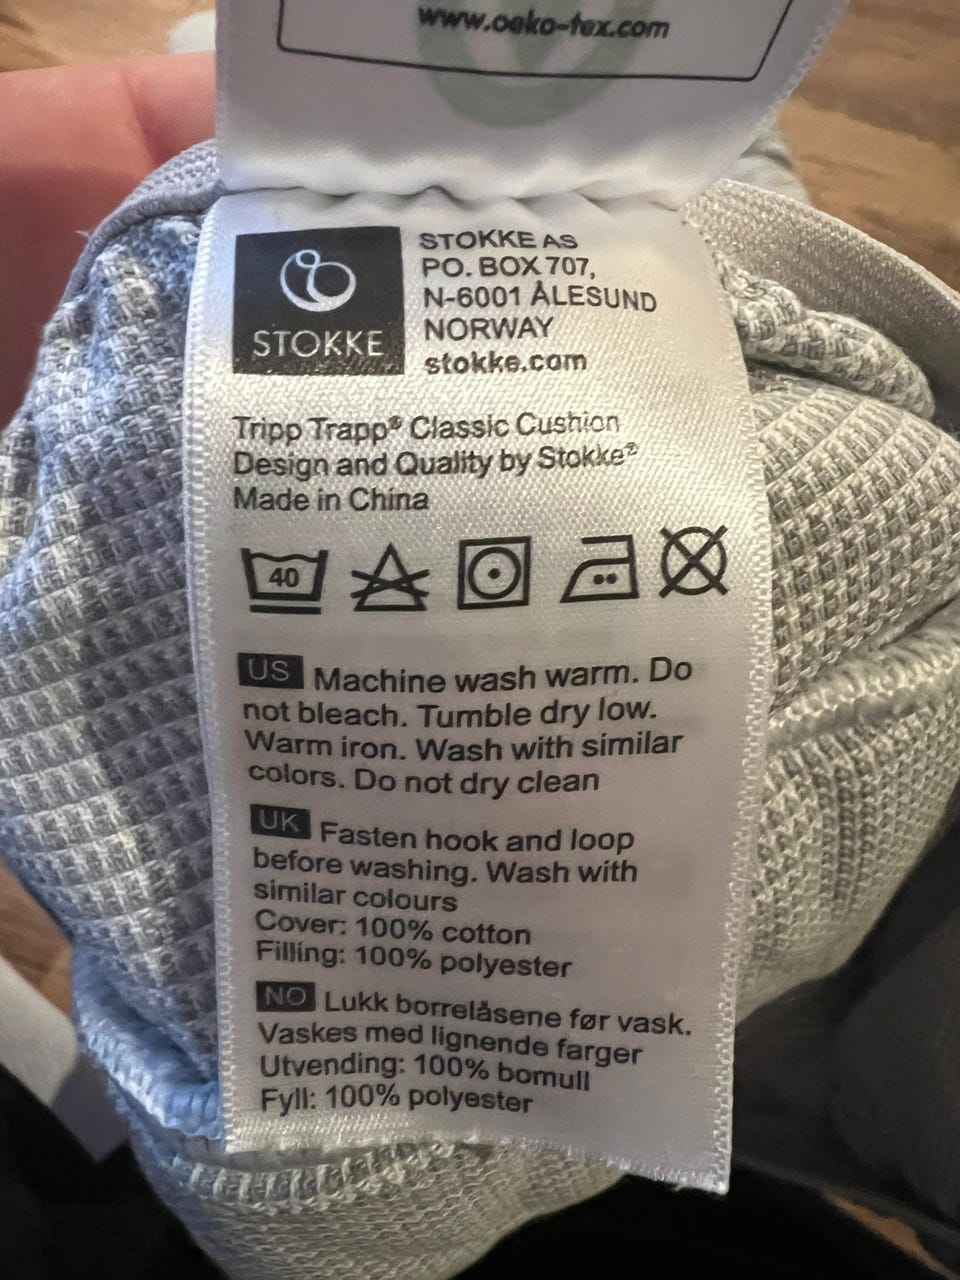 www.oeko-tex.com
STOKKE
STOKKE AS
PO. BOX 707,
N-6001 ÅLESUND
NORWAY
stokke.com
Tripp Trapp® Classic Cushion
Design and Quality by Stokke®
Made in China
40
US Machine wash warm. Do
not bleach. Tumble dry low.
Warm iron. Wash with similar
colors. Do not dry clean
UK Fasten hook and loop
before washing. Wash with
similar colours
Cover: 100% cotton
Filling: 100% polyester
NO Lukk borrelåsene før vask.
Vaskes med lignende farger
Utvending: 100% bomull
Fyll: 100% polyester